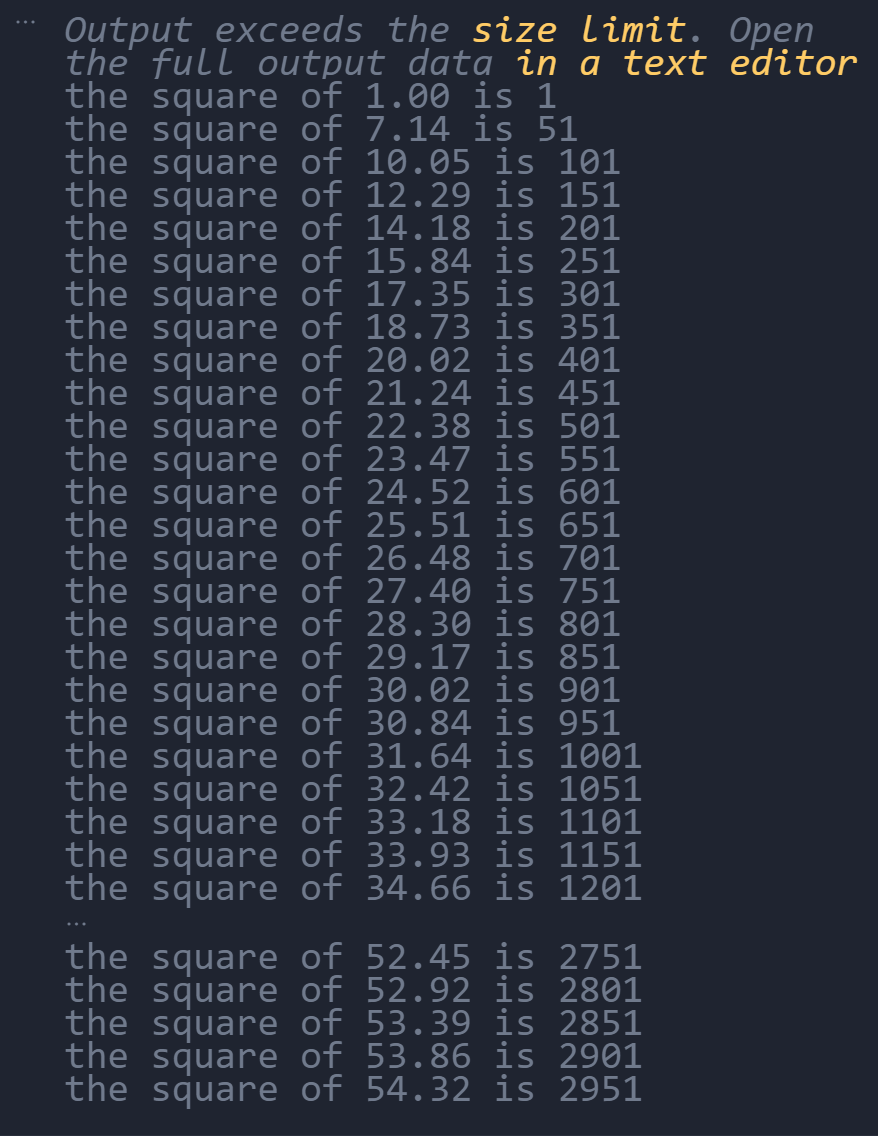 ...
Output exceeds the size limit. Open
the full output data in a text editor
the square of 1.00 is 1
the square of 7.14 is 51
the square of 10.05 is 101
the square of 12.29 is 151
the square of 14.18 is 201
the square of 15.84 is 251
the square of 17.35 is 301
the square of 18.73 is 351
the square of 20.02 is 401
the square of 21.24 is 451
the square of 22.38 is 501
the square of 23.47 is 551
the square of 24.52 is 601
the square of 25.51 is 651
the square of 26.48 is 701
the square of 27.40 is 751
the square of 28.30 is 801
the square of 29.17 is 851
the square of 30.02 is 901
the square of 30.84 is 951
the square of 31.64 is 1001
the square of 32.42 is 1051
the square of 33.18 is 1101
the square of 33.93 is 1151
the square of 34.66 is 1201
...
the square of 52.45 is 2751
the square of 52.92 is 2801
the square of 53.39 is 2851
the square of 53.86 is 2901
the square of 54.32 is 2951